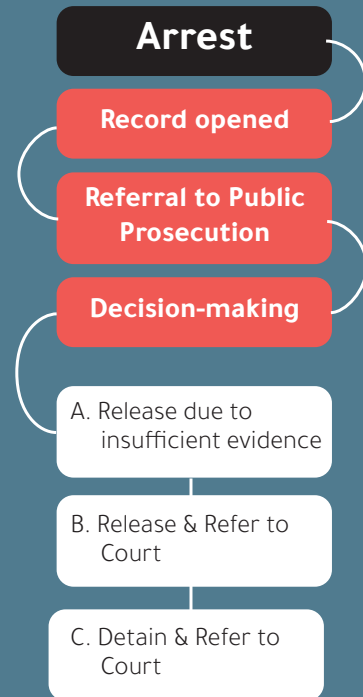 Arrest
Record opened
Referral to Public
Prosecution
Decision-making
A. Release due to
insufficient evidence
B. Release & Refer to
Court
C. Detain & Refer to
Court